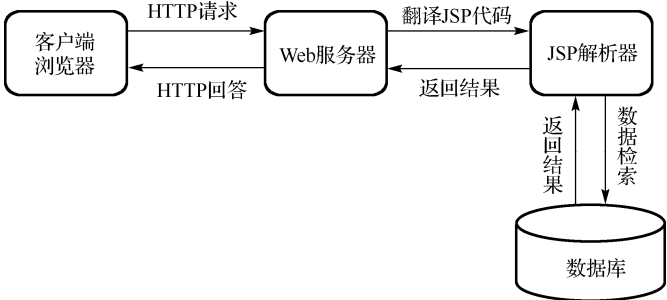 HTTP请求
翻译JSP代码
客户端
浏览器
Web服务器
JSP解析器
HTTP回答
返回结果
返回结果
数据检索
数据库